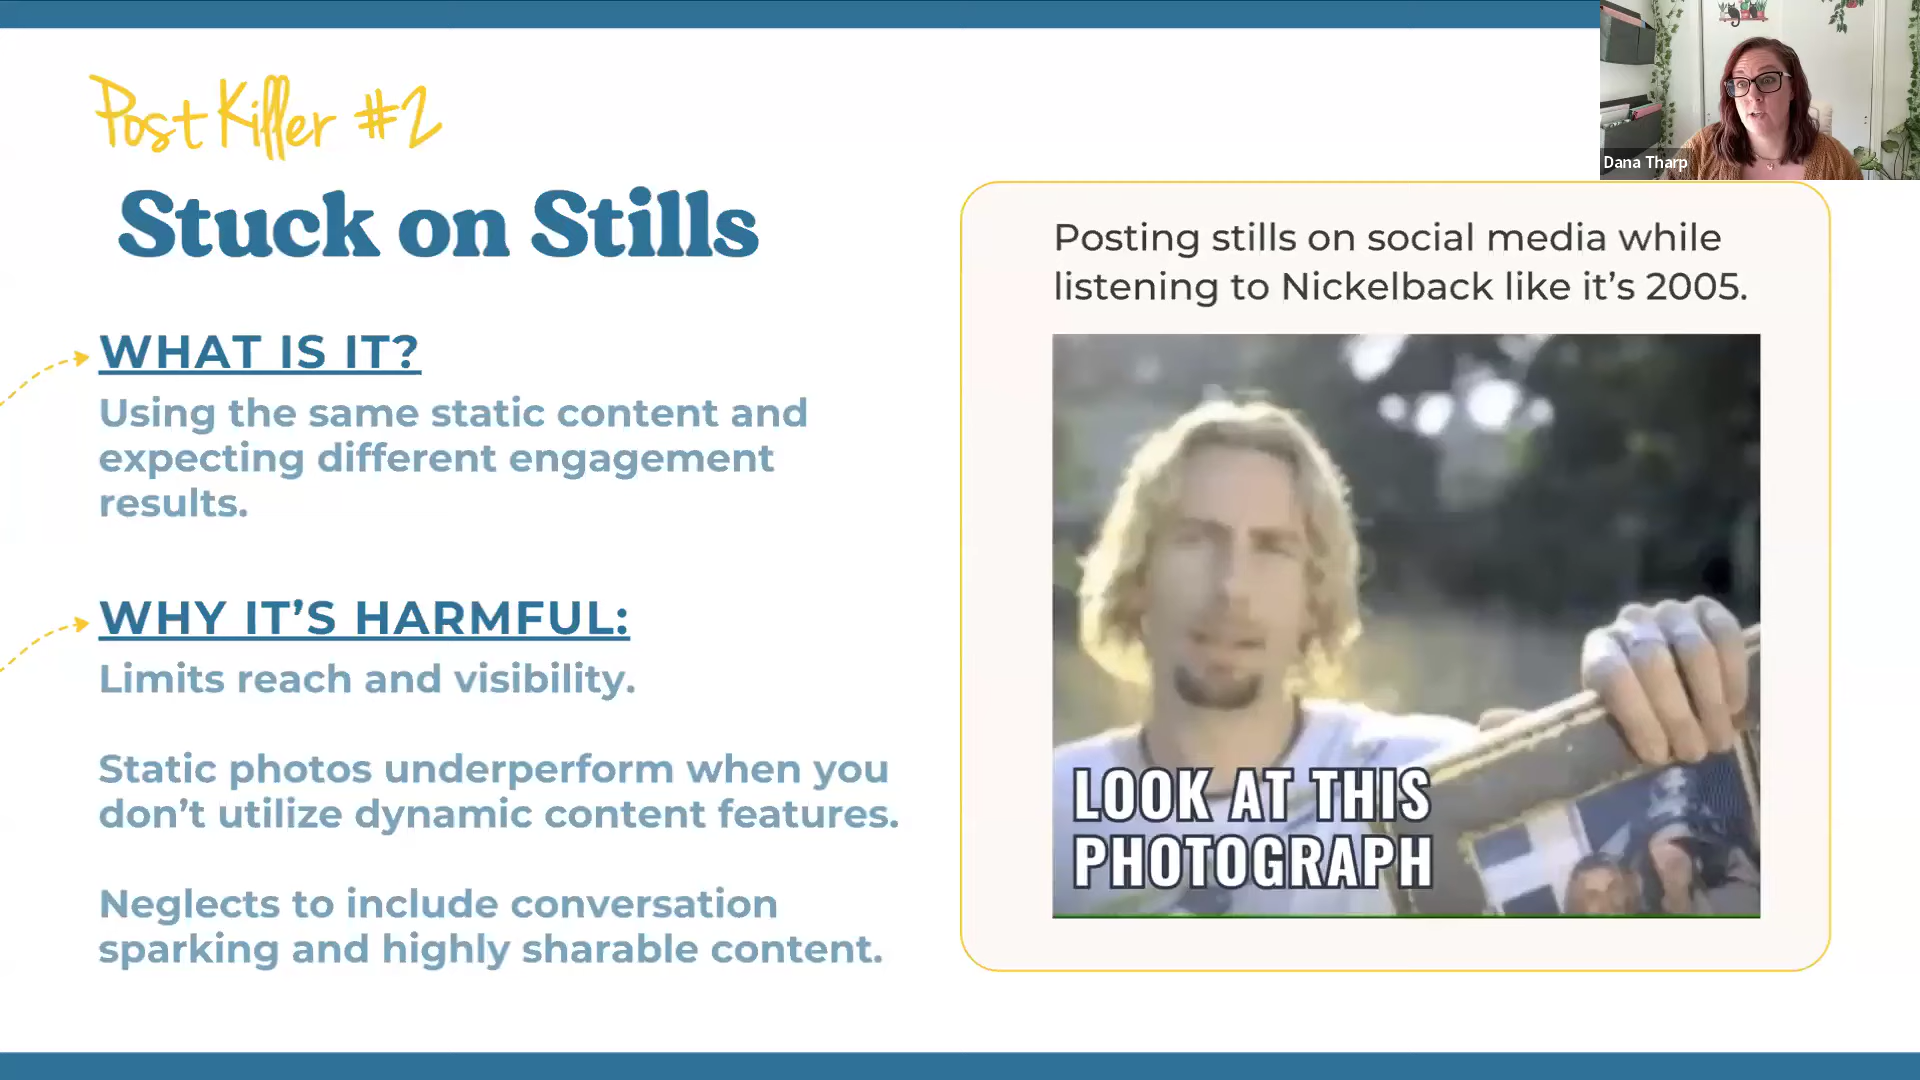 Post Killer #2
Stuck on Stills
WHAT IS IT?
Using the same static content and
expecting different engagement
results.
WHY IT’S HARMFUL:
Limits reach and visibility.
Static photos underperform when you
don’t utilize dynamic content features.
Neglects to include conversation
sparking and highly sharable content.
Dana Tharp
Posting stills on social media while
listening to Nickelback like it’s 2005.
LOOK AT THIS
PHOTOGRAPH